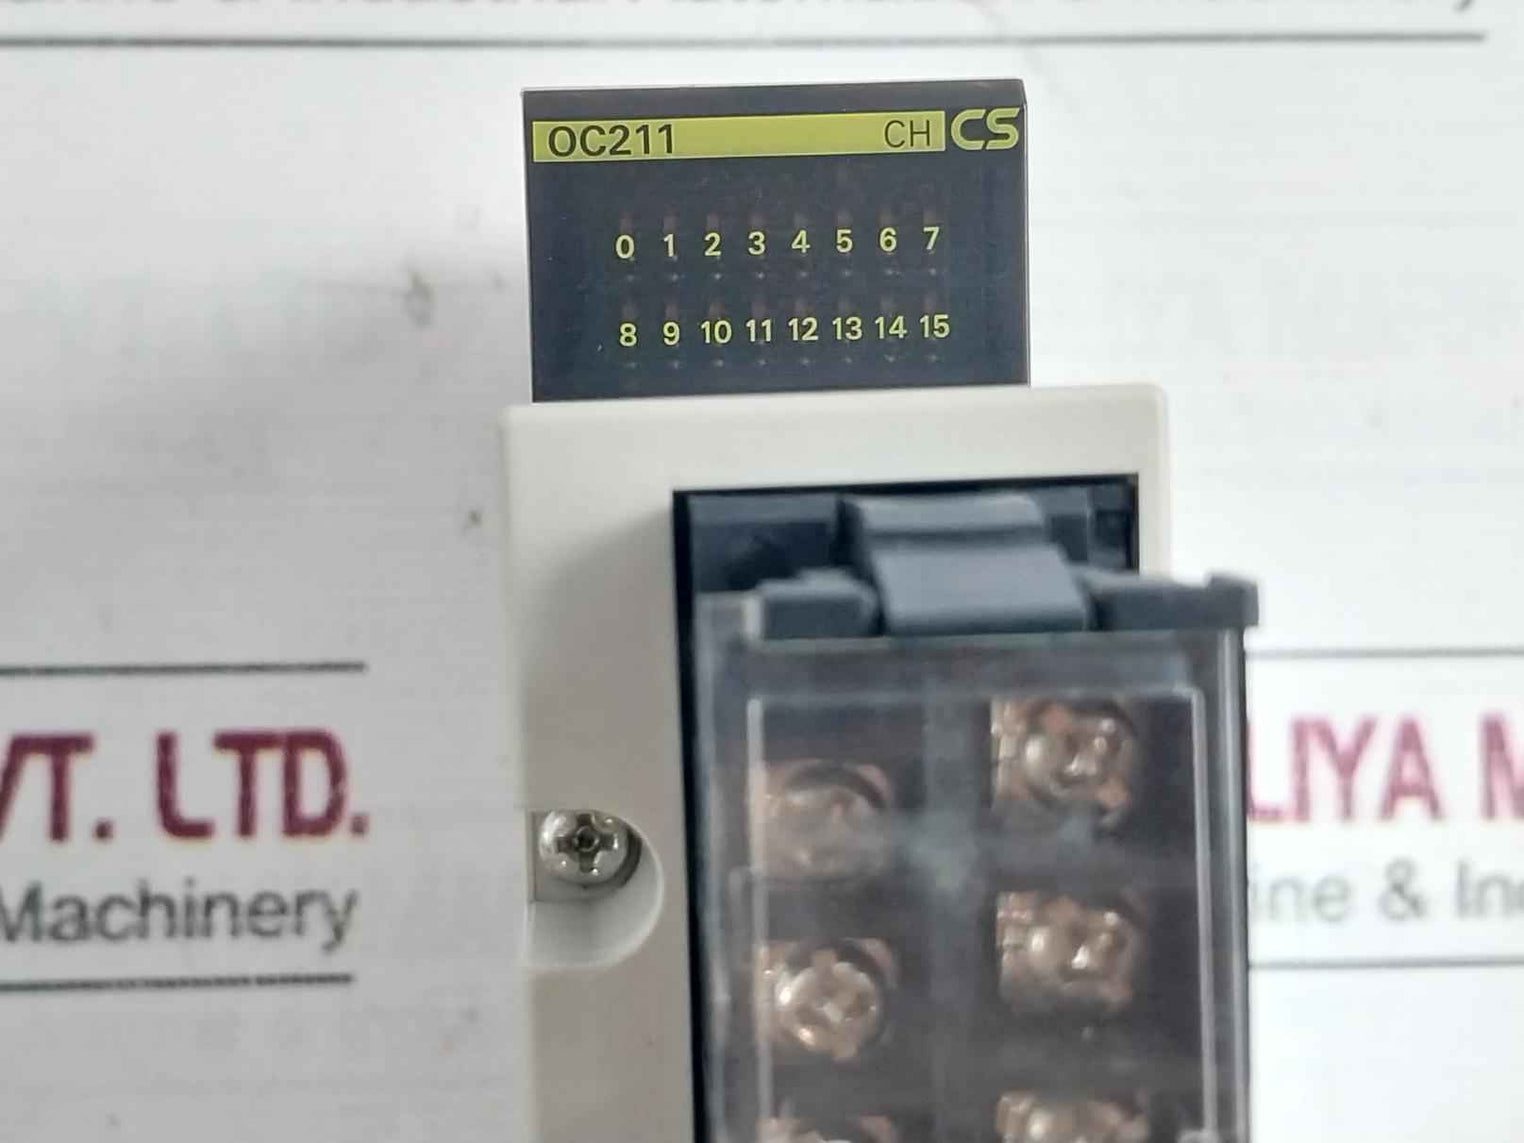 OC211 CH CS
0 1 2 3 4 5 6 7
8 9 10 11 12 13 14 15
VT. LTD. LIYA M
Machinery ine & Ind